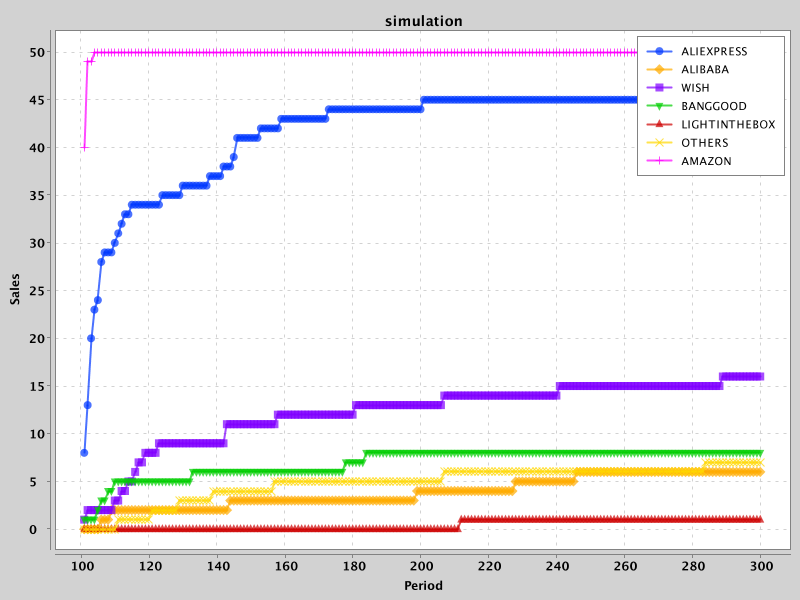 simulation
50
45
40
35
30
25
20
15
10
5
0
Sales
ALIEXPRESS
ALIBABA
WISH
BANGGOOD
LIGHTINTHEBOX
OTHERS
AMAZON
100 120 140 160 180 200 220 240 260 280 300
Period